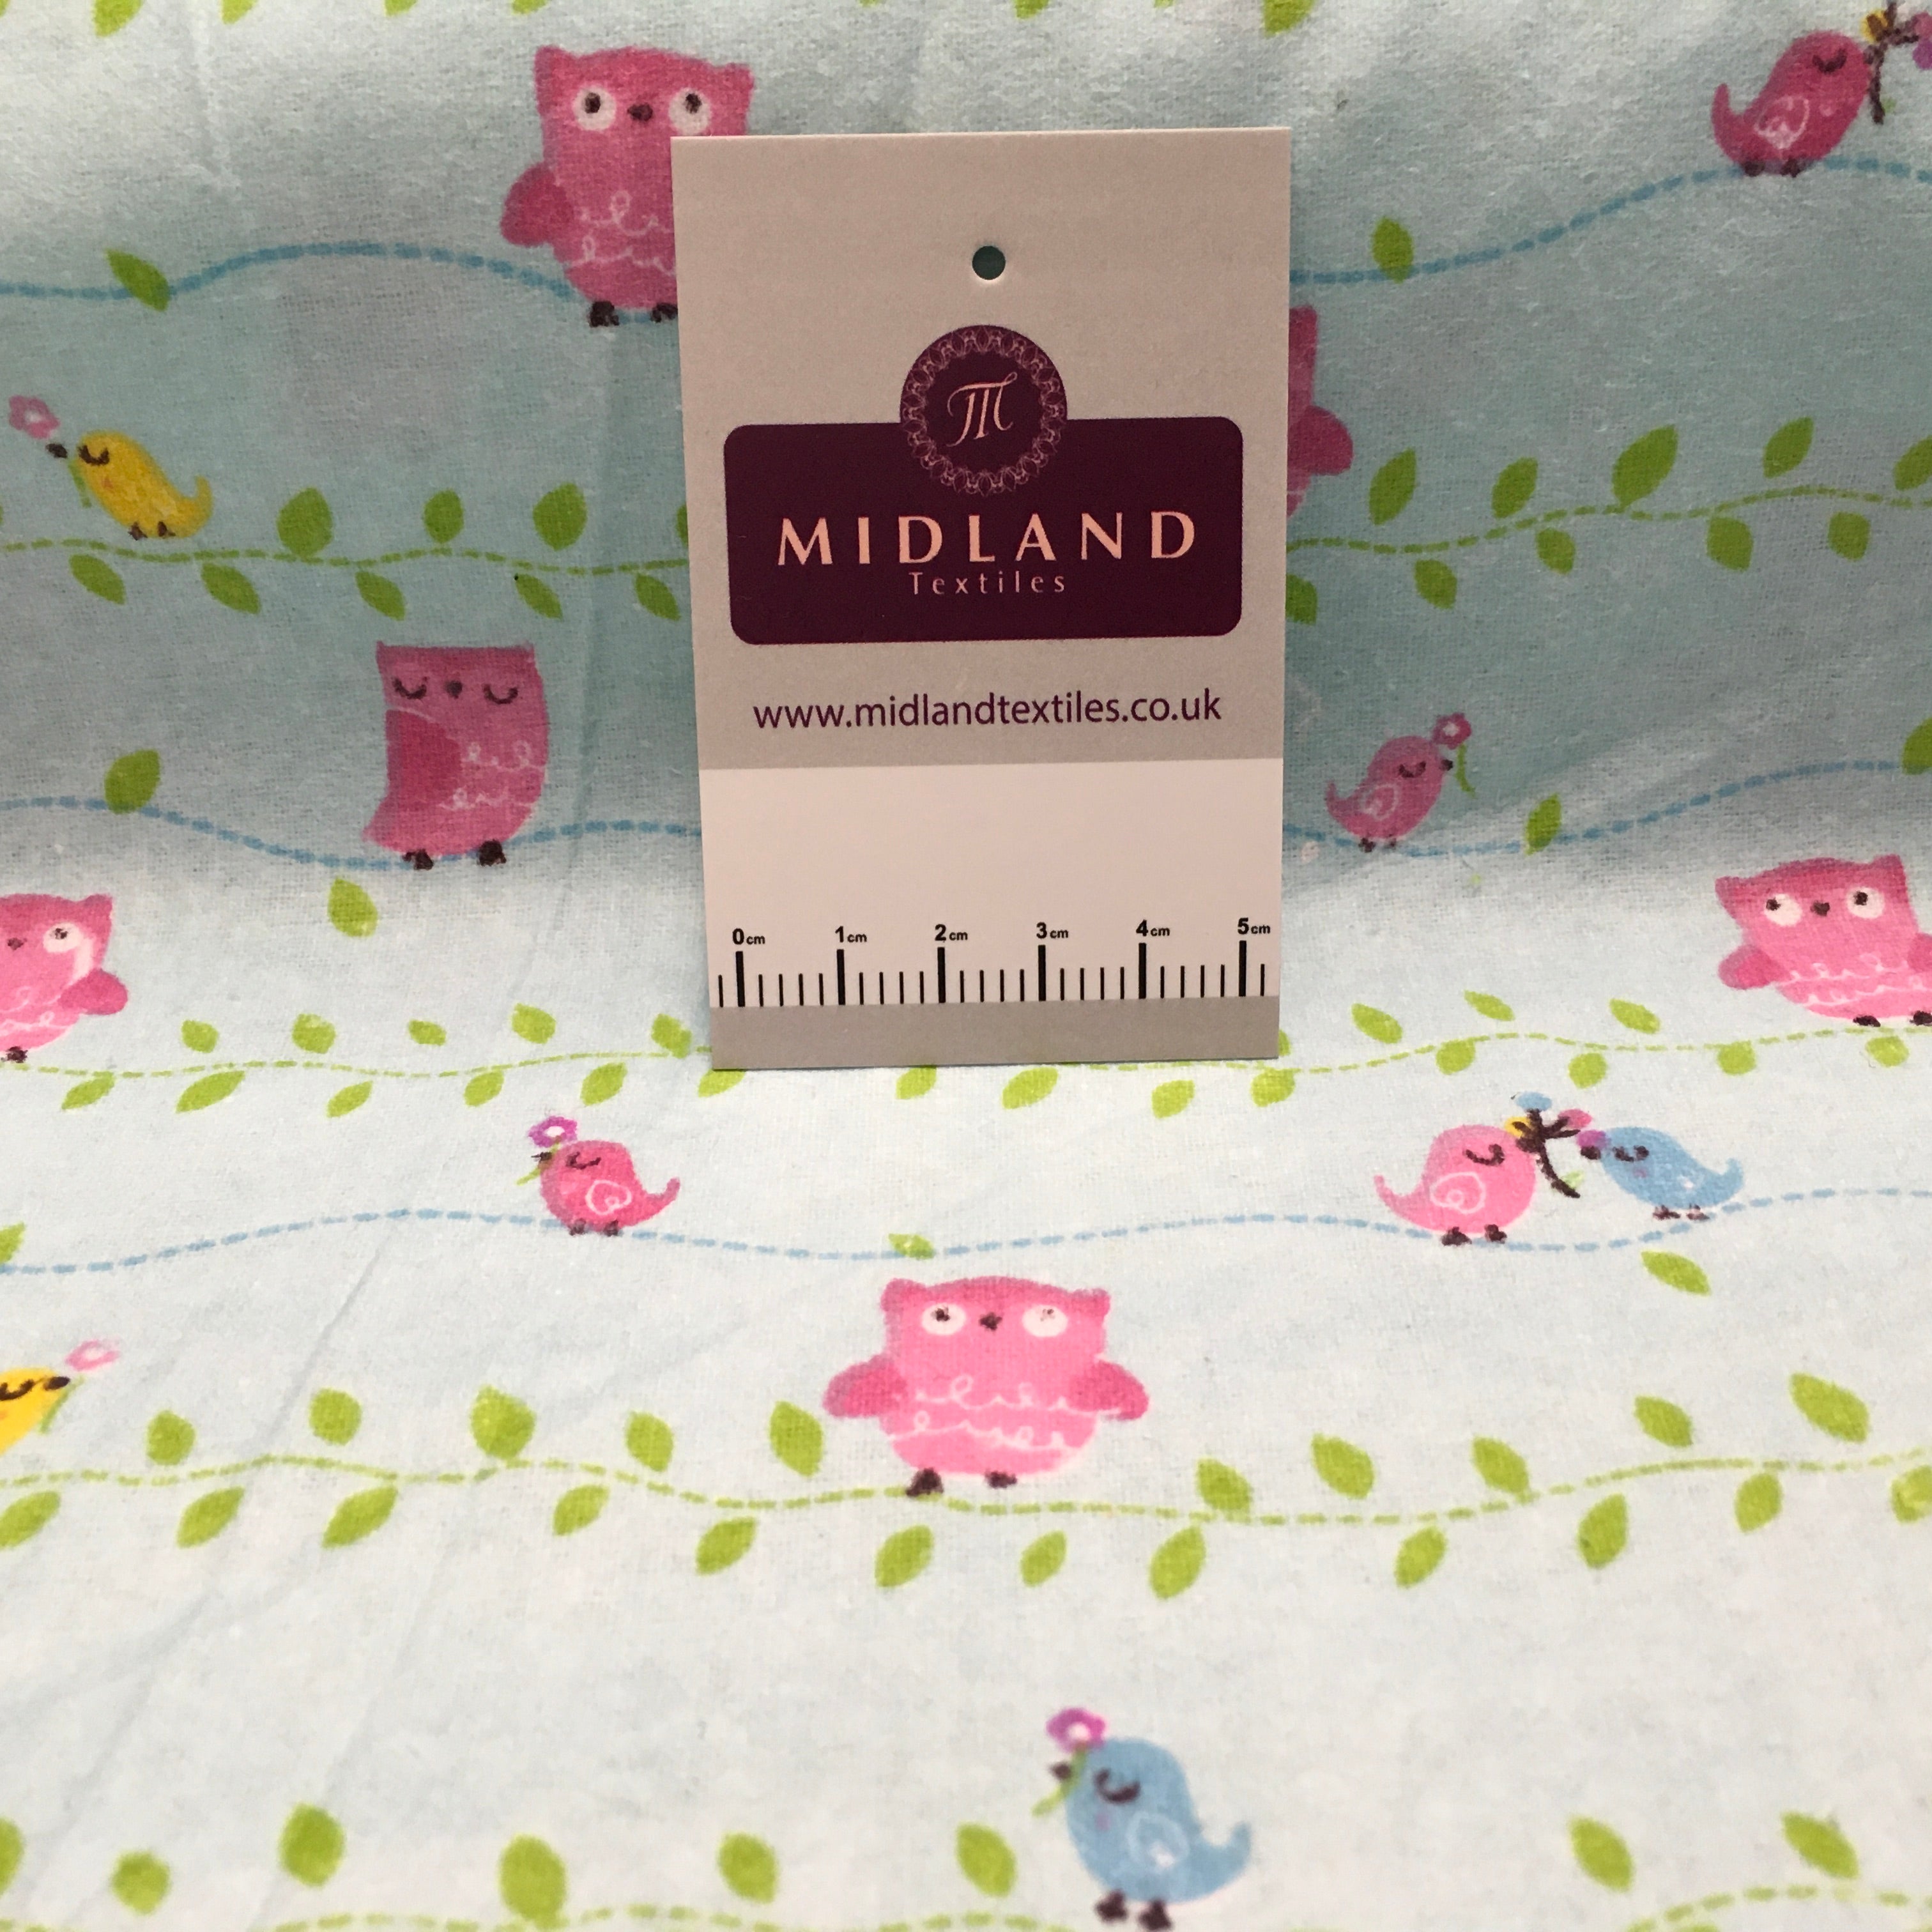 M
MIDLAND
Textiles
www.midlandtextiles.co.uk
0cm 1cm 2cm 3cm 4cm 5cm